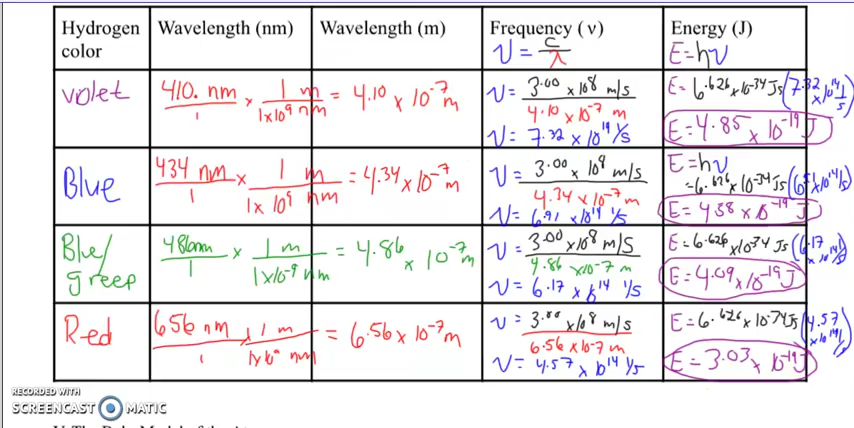 Hydrogen color | Wavelength (nm) | Wavelength (m) | Frequency (ν) | Energy (J)
ν = c/λ | E=hν
violet | 410. nm / 1 × 1 m / 1×10⁹ nm = | 4.10 × 10⁻⁷ m | ν = 3.00 × 10⁸ m/s / 4.10 × 10⁻⁷ m | E= 6.626×10⁻³⁴ Js (7.32 ×10¹⁴ 1/s)
ν = 7.32 × 10¹⁴ 1/s | E= 4.85 × 10⁻¹⁹ J
Blue | 434 nm / 1 × 1 m / 1× 10⁹ nm = | 4.34 × 10⁻⁷ m | ν = 3.00 × 10⁸ m/s / 4.34 × 10⁻⁷ m | E=hν
=6.626×10⁻³⁴ Js (6.91 ×10¹⁴/s)
ν = 6.91 ×10¹⁴ 1/s | E= 4.38 × 10⁻¹⁹ J
Blue/ green | 486nm / 1 × 1 m / 1×10⁻⁹ nm = | 4.86 × 10⁻⁷ m | ν = 3.00 × 10⁸ m/s / 4.86 ×10⁻⁷ m | E= 6.626 ×10⁻³⁴ Js (6.17 ×10¹⁴/s)
ν = 6.17 × 10¹⁴ 1/s | E= 4.09 ×10⁻¹⁹ J
Red | 656 nm / 1 × 1 m / 1×10⁹ nm = | 6.56 × 10⁻⁷ m | ν = 3.00 × 10⁸ m/s / 6.56 × 10⁻⁷ m | E= 6.626 × 10⁻³⁴ Js (4.57 ×10¹⁴ 1/s)
ν = 4.57 × 10¹⁴ 1/s | E = 3.03 × 10⁻¹⁹ J
RECORDED WITH
SCREENCAST MATIC